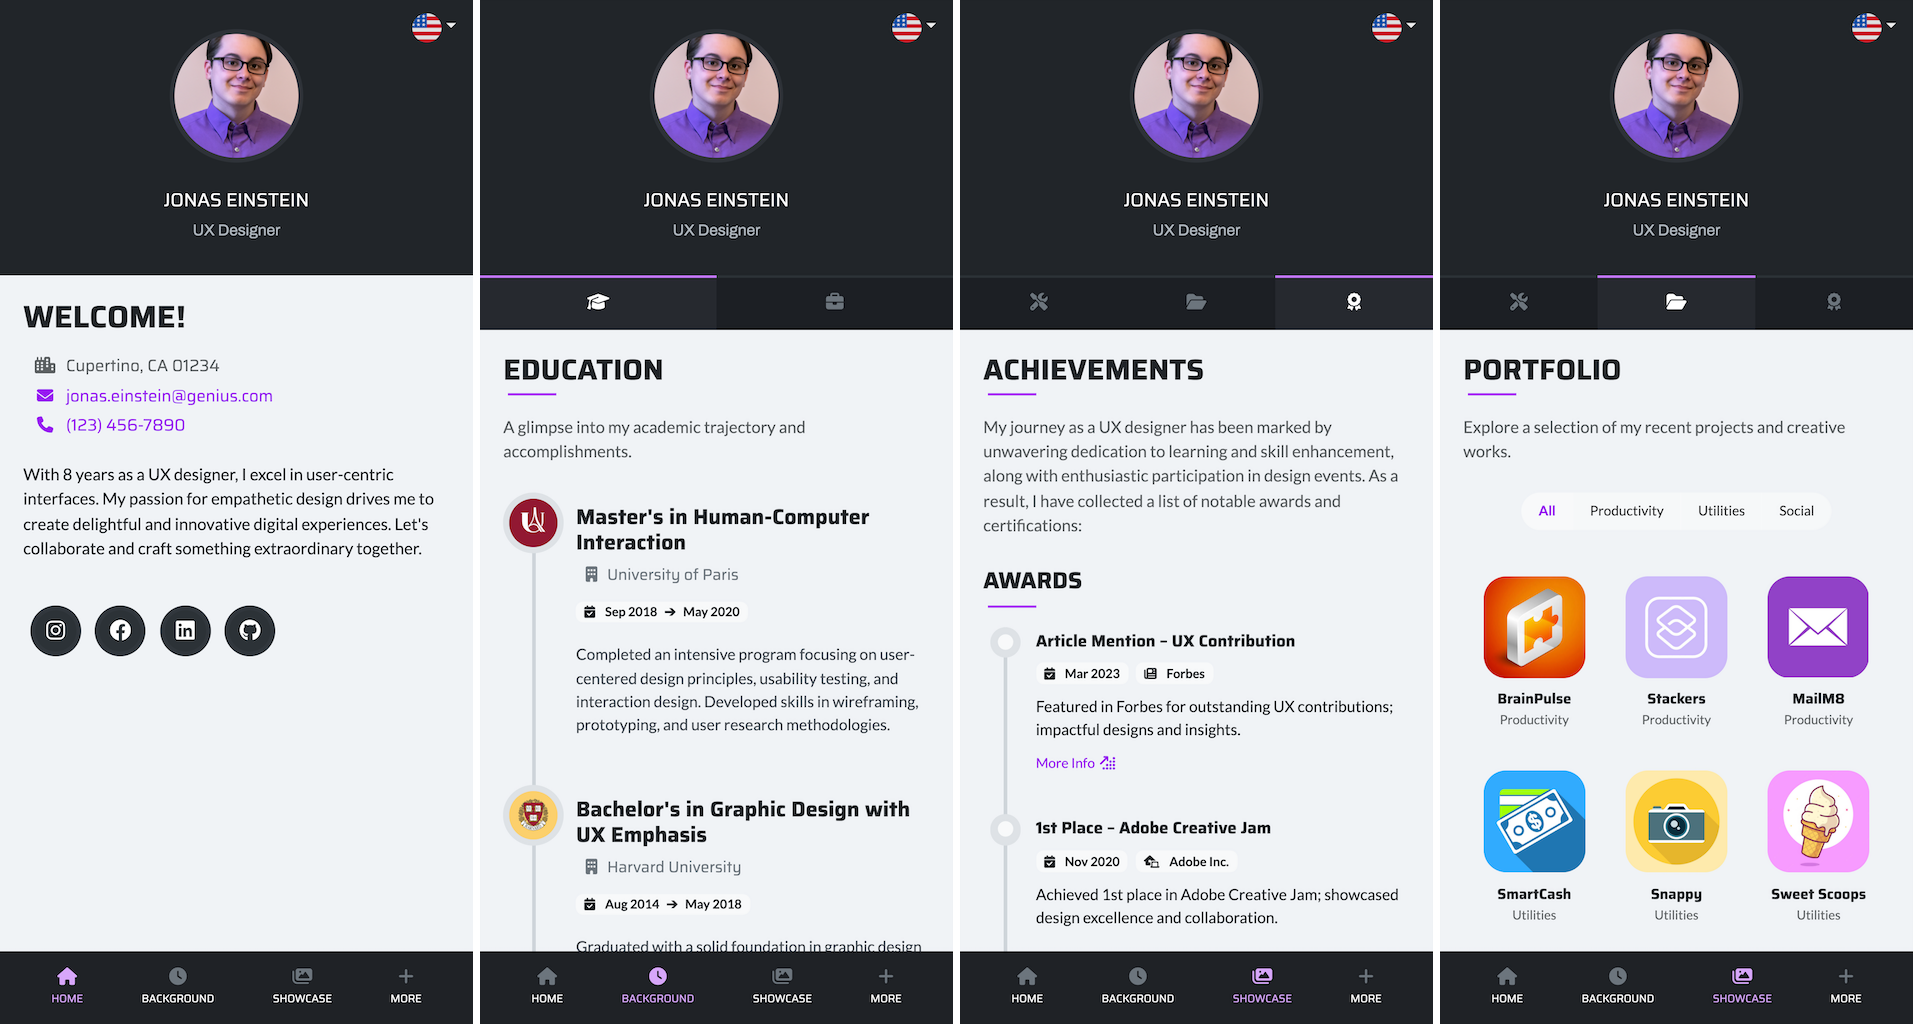 JONAS EINSTEIN
UX Designer
WELCOME!
Cupertino, CA 01234
jonas.einstein@genius.com
(123) 456-7890
With 8 years as a UX designer, I excel in user-centric
interfaces. My passion for empathetic design drives me to
create delightful and innovative digital experiences. Let's
collaborate and craft something extraordinary together.
HOME
BACKGROUND
SHOWCASE
MORE
JONAS EINSTEIN
UX Designer
EDUCATION
A glimpse into my academic trajectory and
accomplishments.
Master's in Human-Computer
Interaction
University of Paris
Sep 2018 → May 2020
Completed an intensive program focusing on user-
centered design principles, usability testing, and
interaction design. Developed skills in wireframing,
prototyping, and user research methodologies.
Bachelor's in Graphic Design with
UX Emphasis
Harvard University
Aug 2014 → May 2018
Graduated with a solid foundation in graphic design
HOME
BACKGROUND
SHOWCASE
MORE
JONAS EINSTEIN
UX Designer
ACHIEVEMENTS
My journey as a UX designer has been marked by
unwavering dedication to learning and skill enhancement,
along with enthusiastic participation in design events. As a
result, I have collected a list of notable awards and
certifications:
AWARDS
Article Mention – UX Contribution
Mar 2023
Forbes
Featured in Forbes for outstanding UX contributions;
impactful designs and insights.
More Info
1st Place – Adobe Creative Jam
Nov 2020
Adobe Inc.
Achieved 1st place in Adobe Creative Jam; showcased
design excellence and collaboration.
HOME
BACKGROUND
SHOWCASE
MORE
JONAS EINSTEIN
UX Designer
PORTFOLIO
Explore a selection of my recent projects and creative
works.
All
Productivity
Utilities
Social
BrainPulse
Productivity
Stackers
Productivity
MailM8
Productivity
SmartCash
Utilities
Snappy
Utilities
Sweet Scoops
Utilities
HOME
BACKGROUND
SHOWCASE
MORE